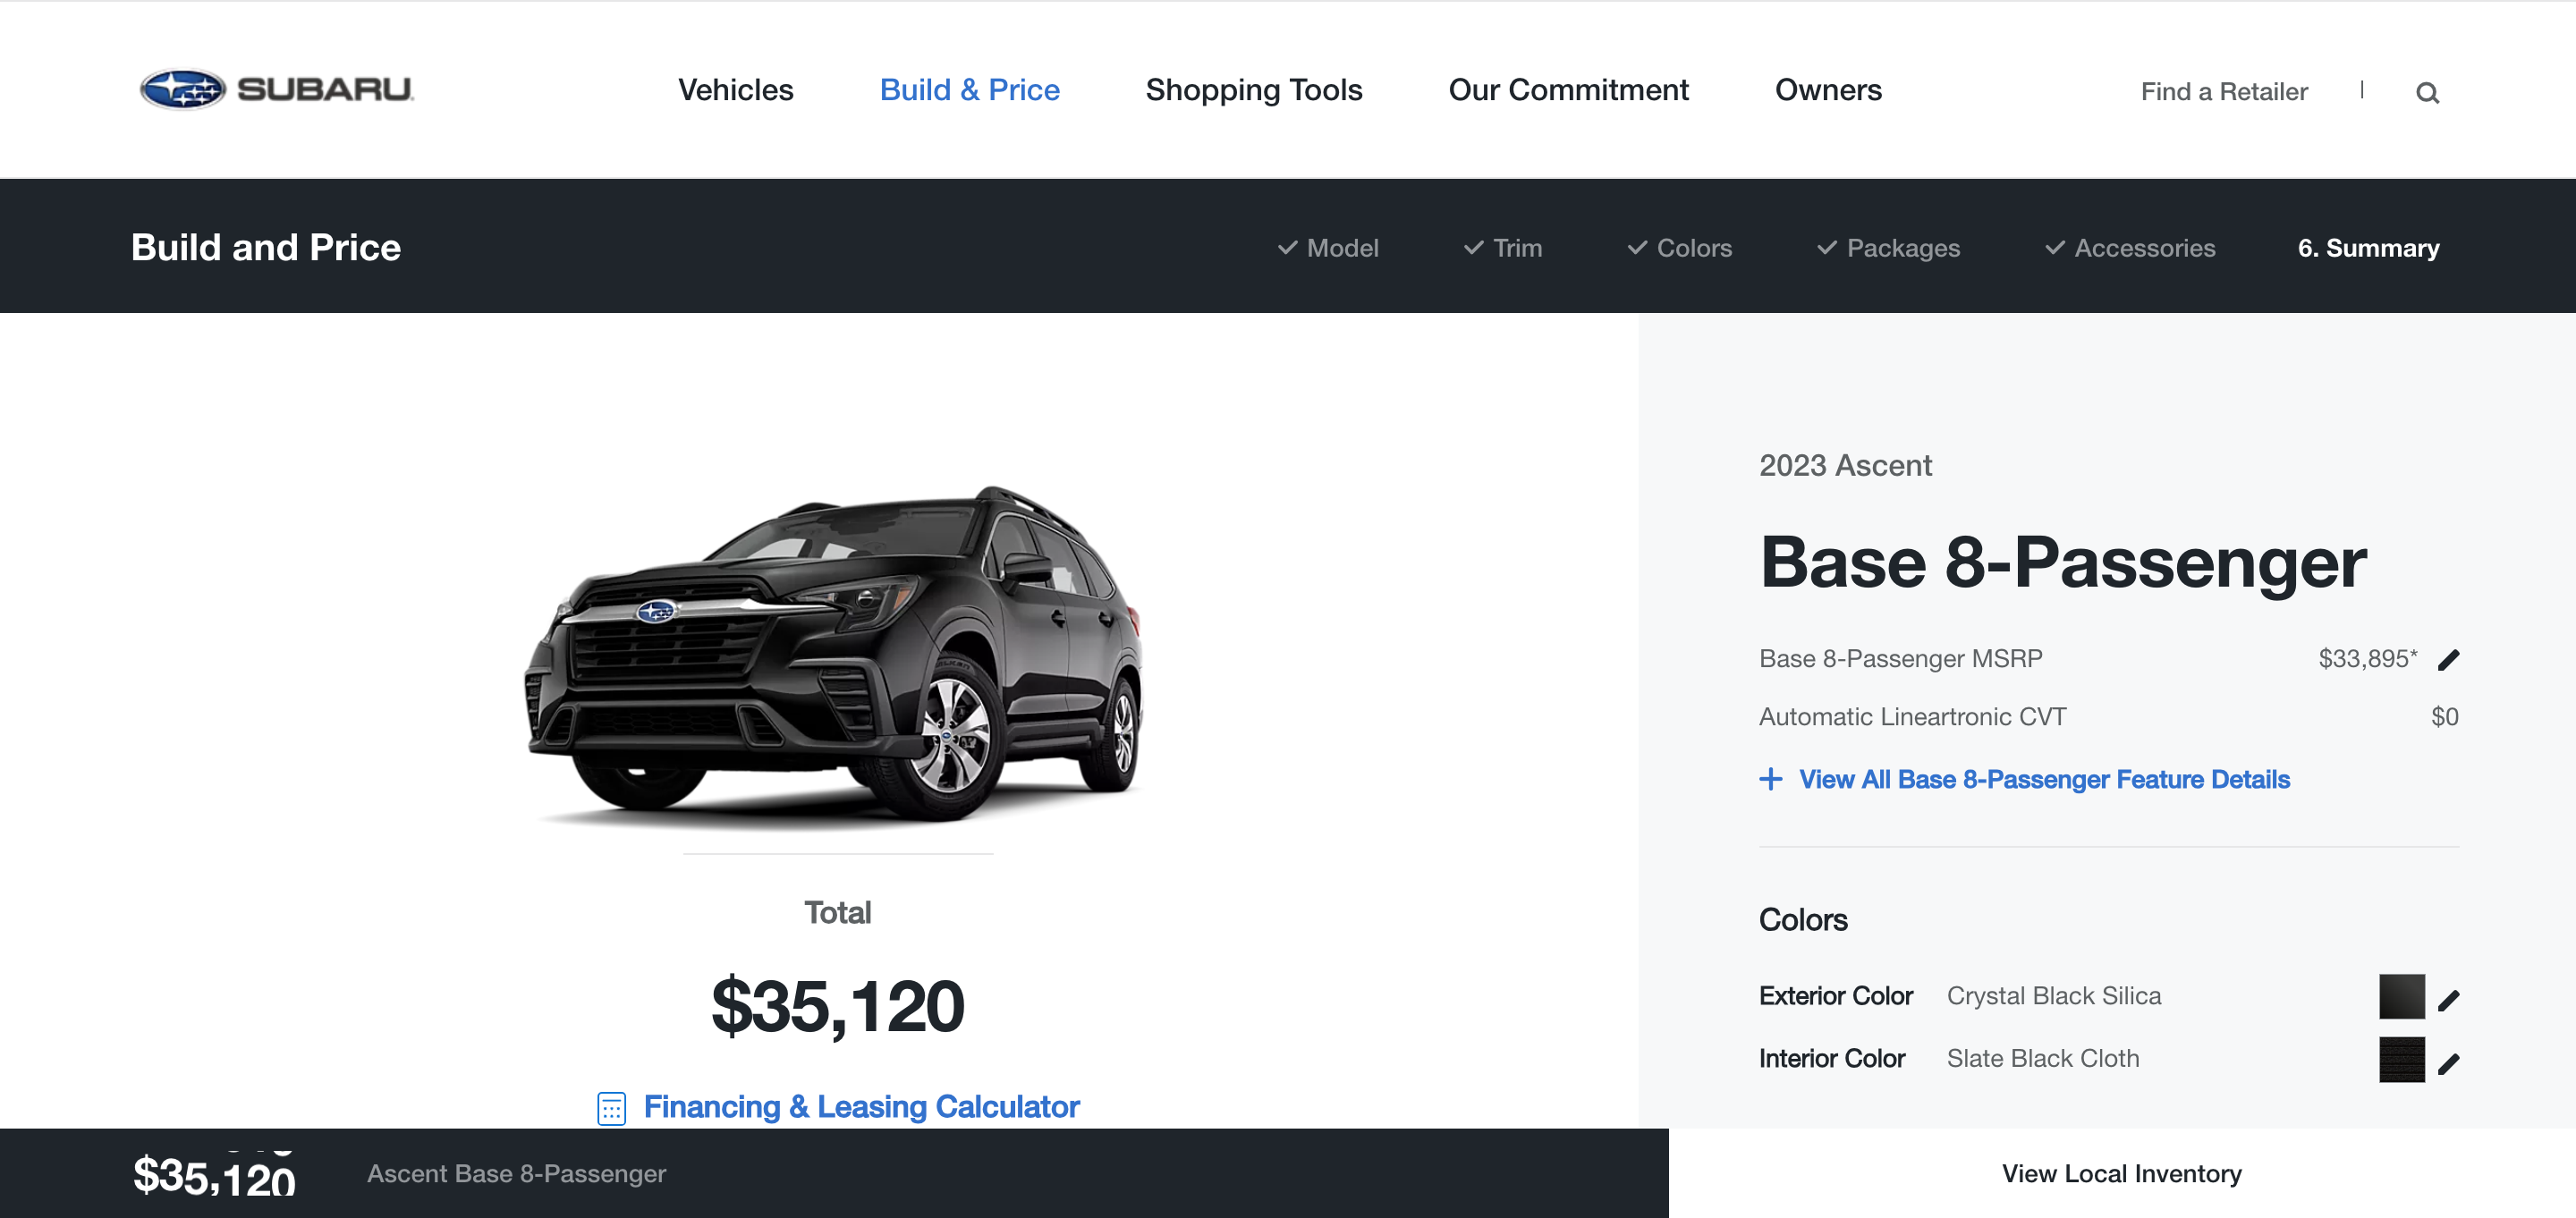 SUBARU
Vehicles
Build & Price
Shopping Tools
Our Commitment
Owners
Find a Retailer
Build and Price
Model
Trim
Colors
Packages
Accessories
6. Summary
Total
$35,120
Financing & Leasing Calculator
2023 Ascent
Base 8-Passenger
Base 8-Passenger MSRP $33,895*
Automatic Lineartronic CVT $0
+ View All Base 8-Passenger Feature Details
Colors
Exterior Color Crystal Black Silica
Interior Color Slate Black Cloth
$35,120
Ascent Base 8-Passenger
View Local Inventory